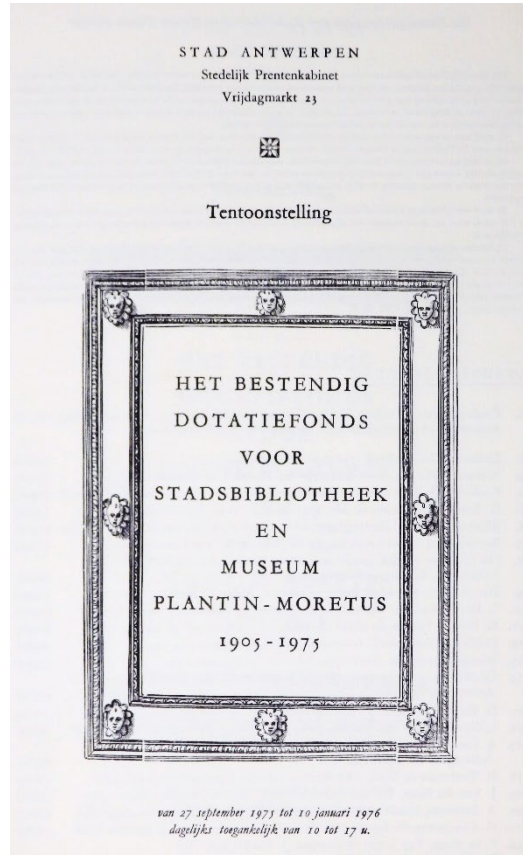 STAD ANTWERPEN
Stedelijk Prentenkabinet
Vrijdagmarkt 23
Tentoonstelling
HET BESTENDIG
DOTATIEFONDS
VOOR
STADSBIBLIOTHEEK
EN
MUSEUM
PLANTIN-MORETUS
1905-1975
van 27 september 1975 tot 10 januari 1976
dagelijks toegankelijk van 10 tot 17 u.